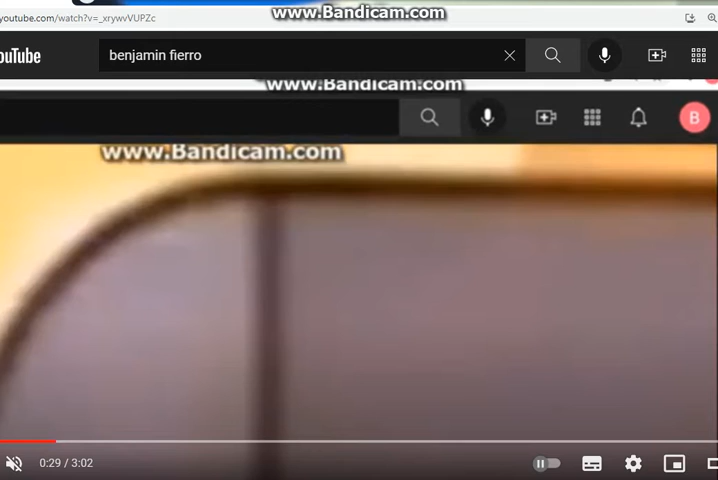 www.Bandicam.com
youtube.com/watch?v=_xrywvVUPZc
ouTube
benjamin fierro
www.Bandicam.com
B
www.Bandicam.com
0:29 / 3:02